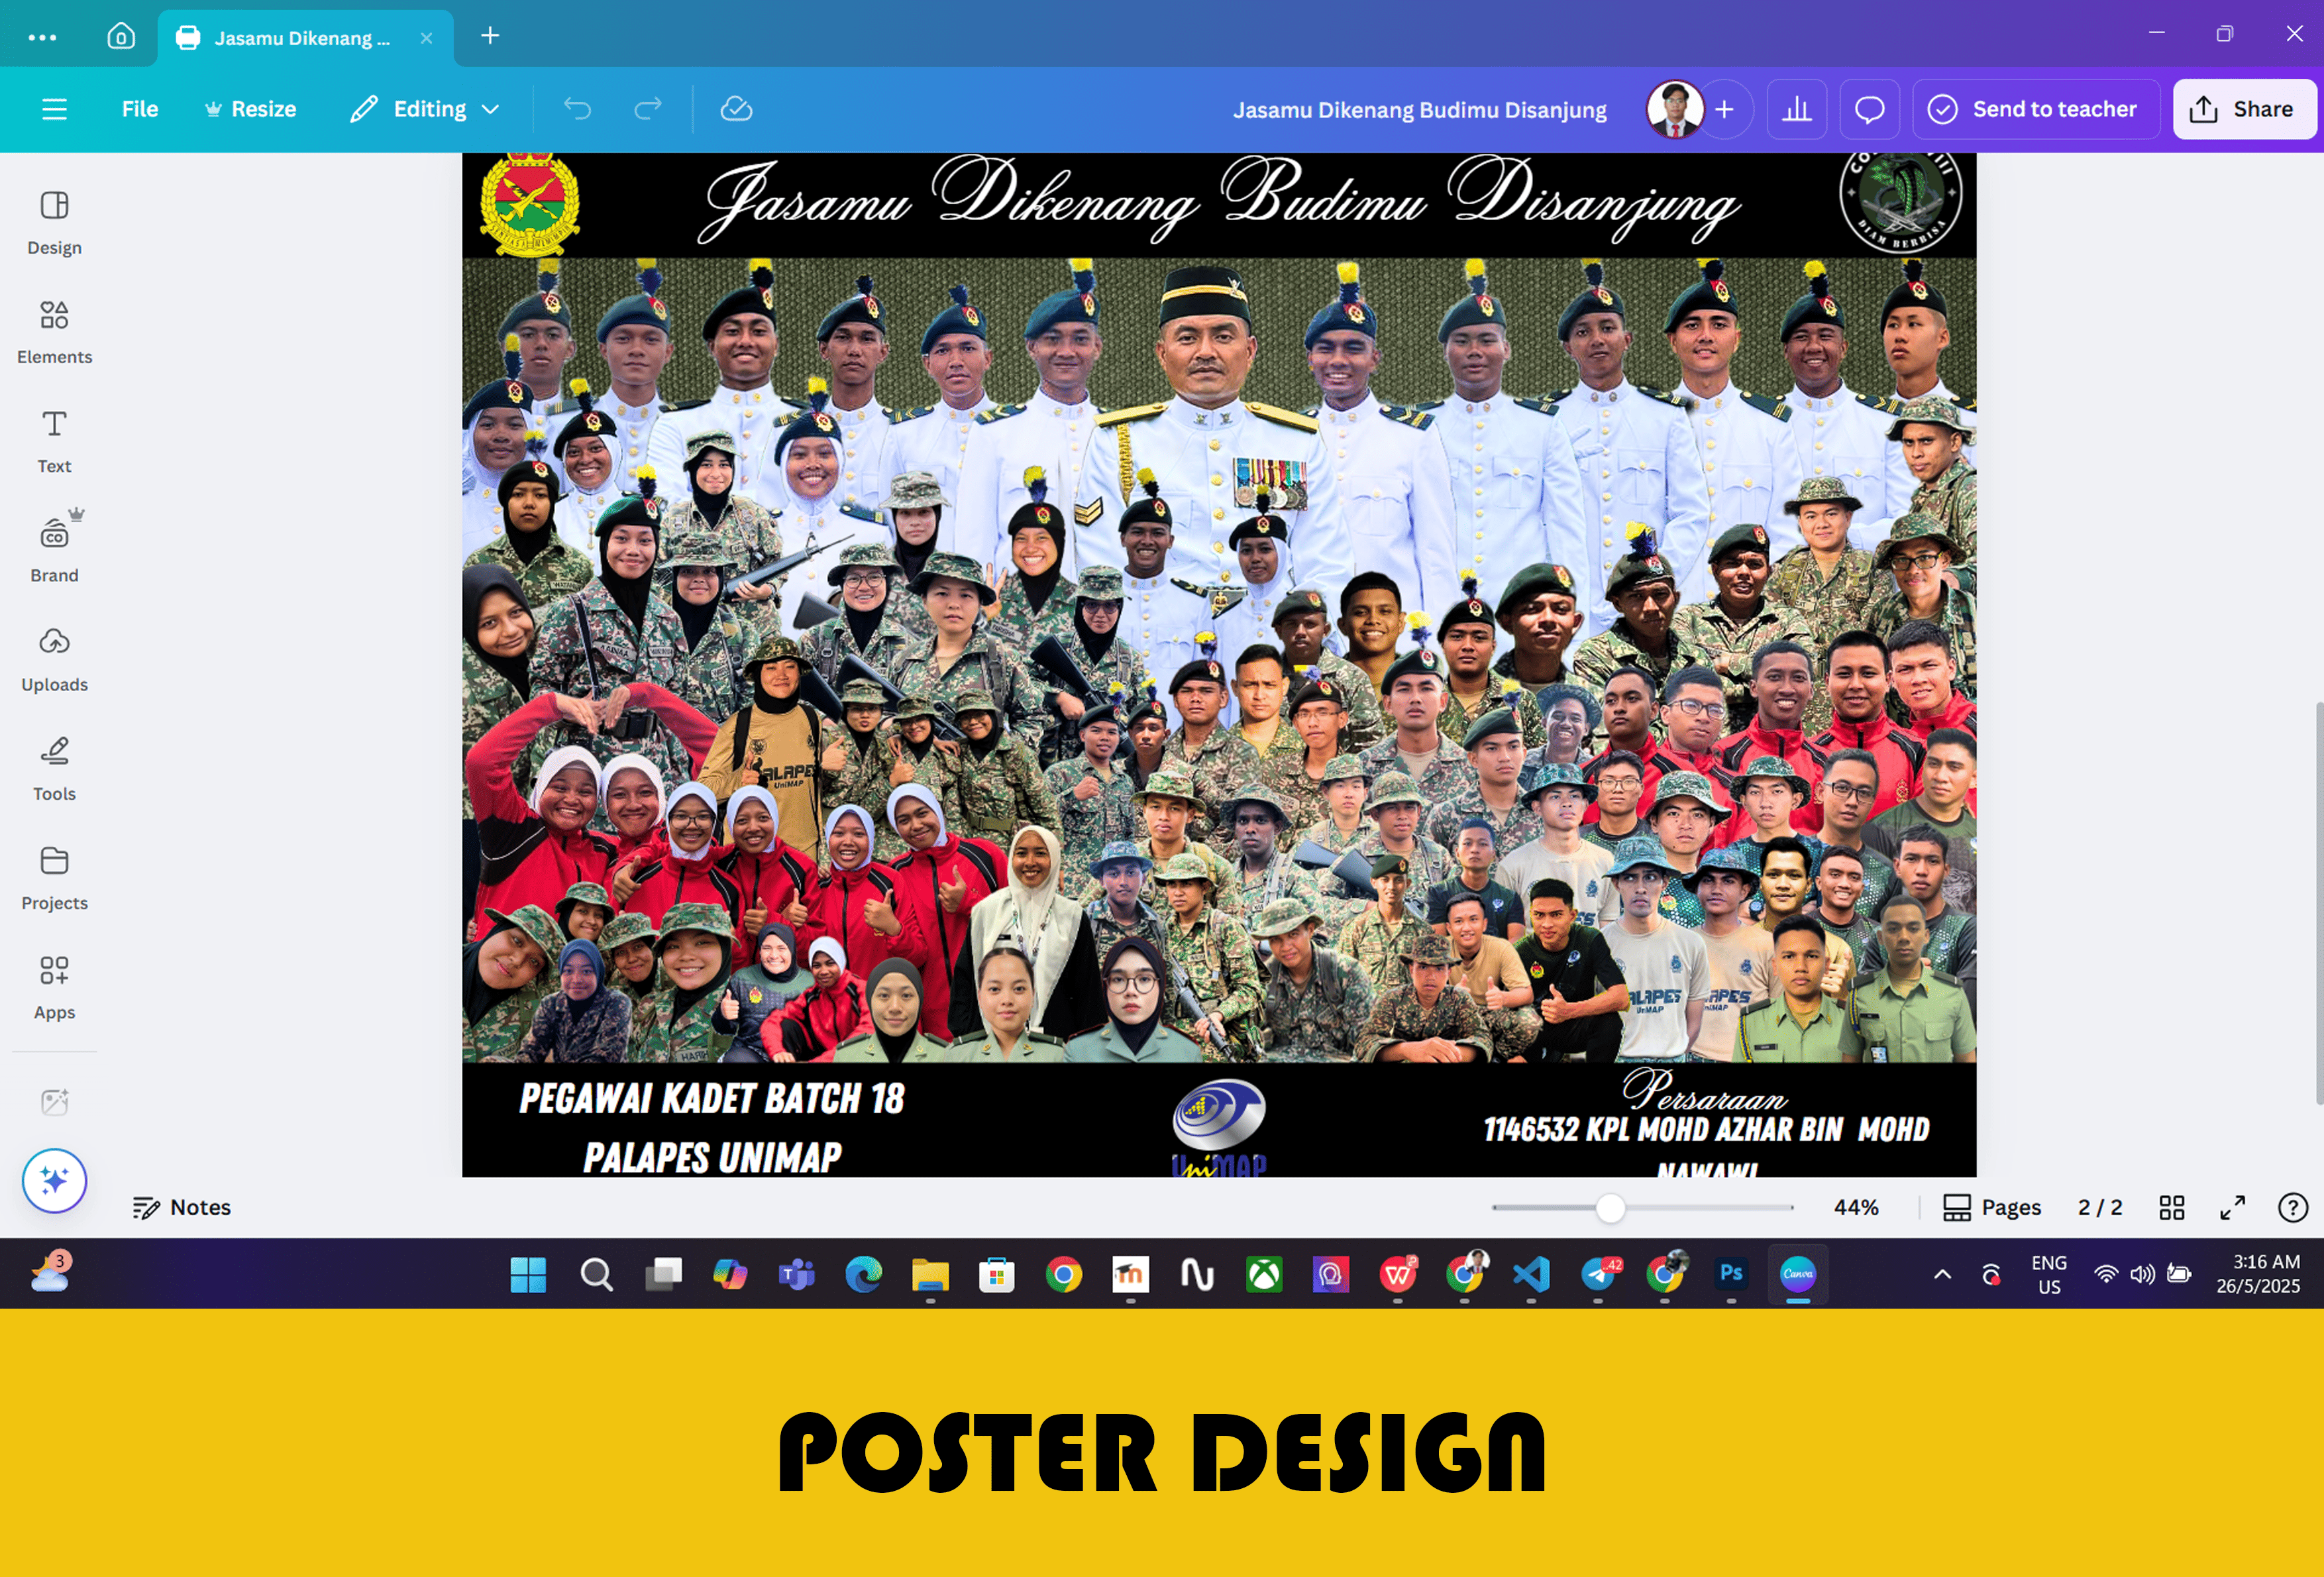 Jasamu Dikenang ...
File
Resize
Editing
Jasamu Dikenang Budimu Disanjung
Send to teacher
Share
Design
Elements
Text
Brand
Uploads
Tools
Projects
Apps
Jasamu Dikenang Budimu Disanjung
DIAM BERBISA
PALAPES
UniMAP
PEGAWAI KADET BATCH 18
PALAPES UNIMAP
UniMAP
Persaraan
1146532 KPL MOHD AZHAR BIN MOHD
NAWAWI
Notes
44%
Pages
2 / 2
3
ENG
US
3:16 AM
26/5/2025
POSTER DESIGN